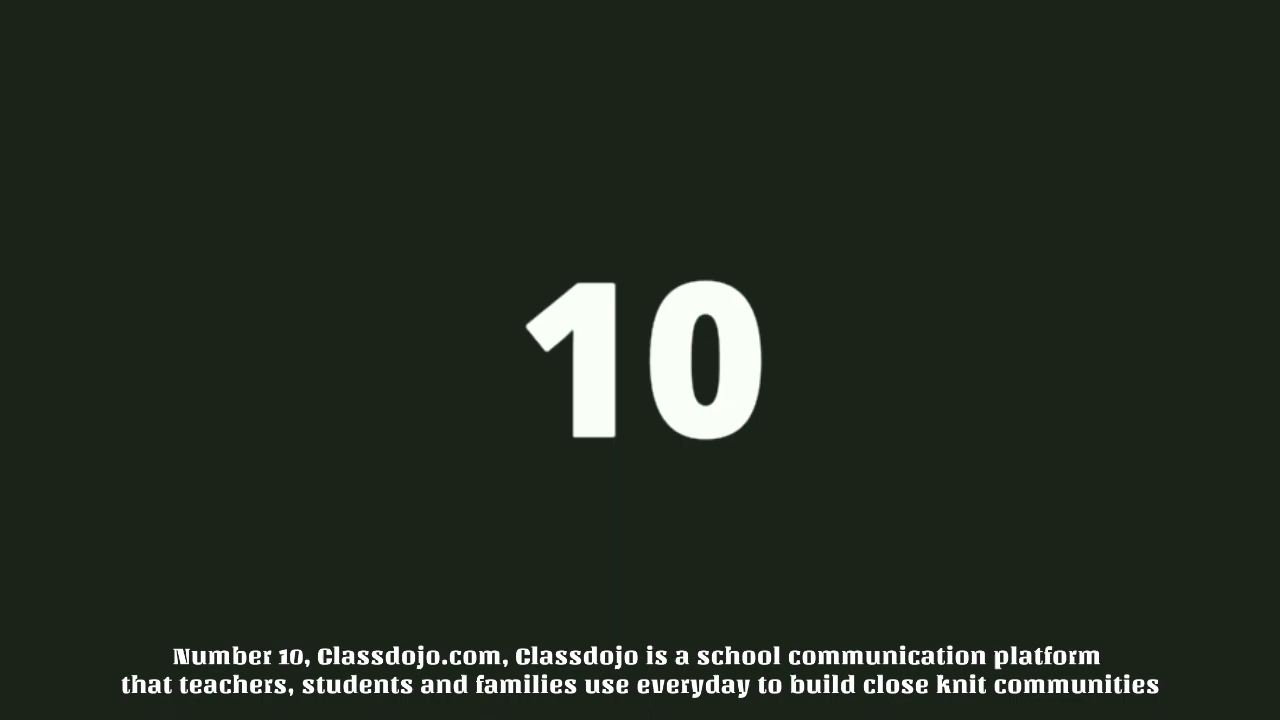 10
Number 10, Classdojo.com, Classdojo is a school communication platform
that teachers, students and families use everyday to build close knit communities